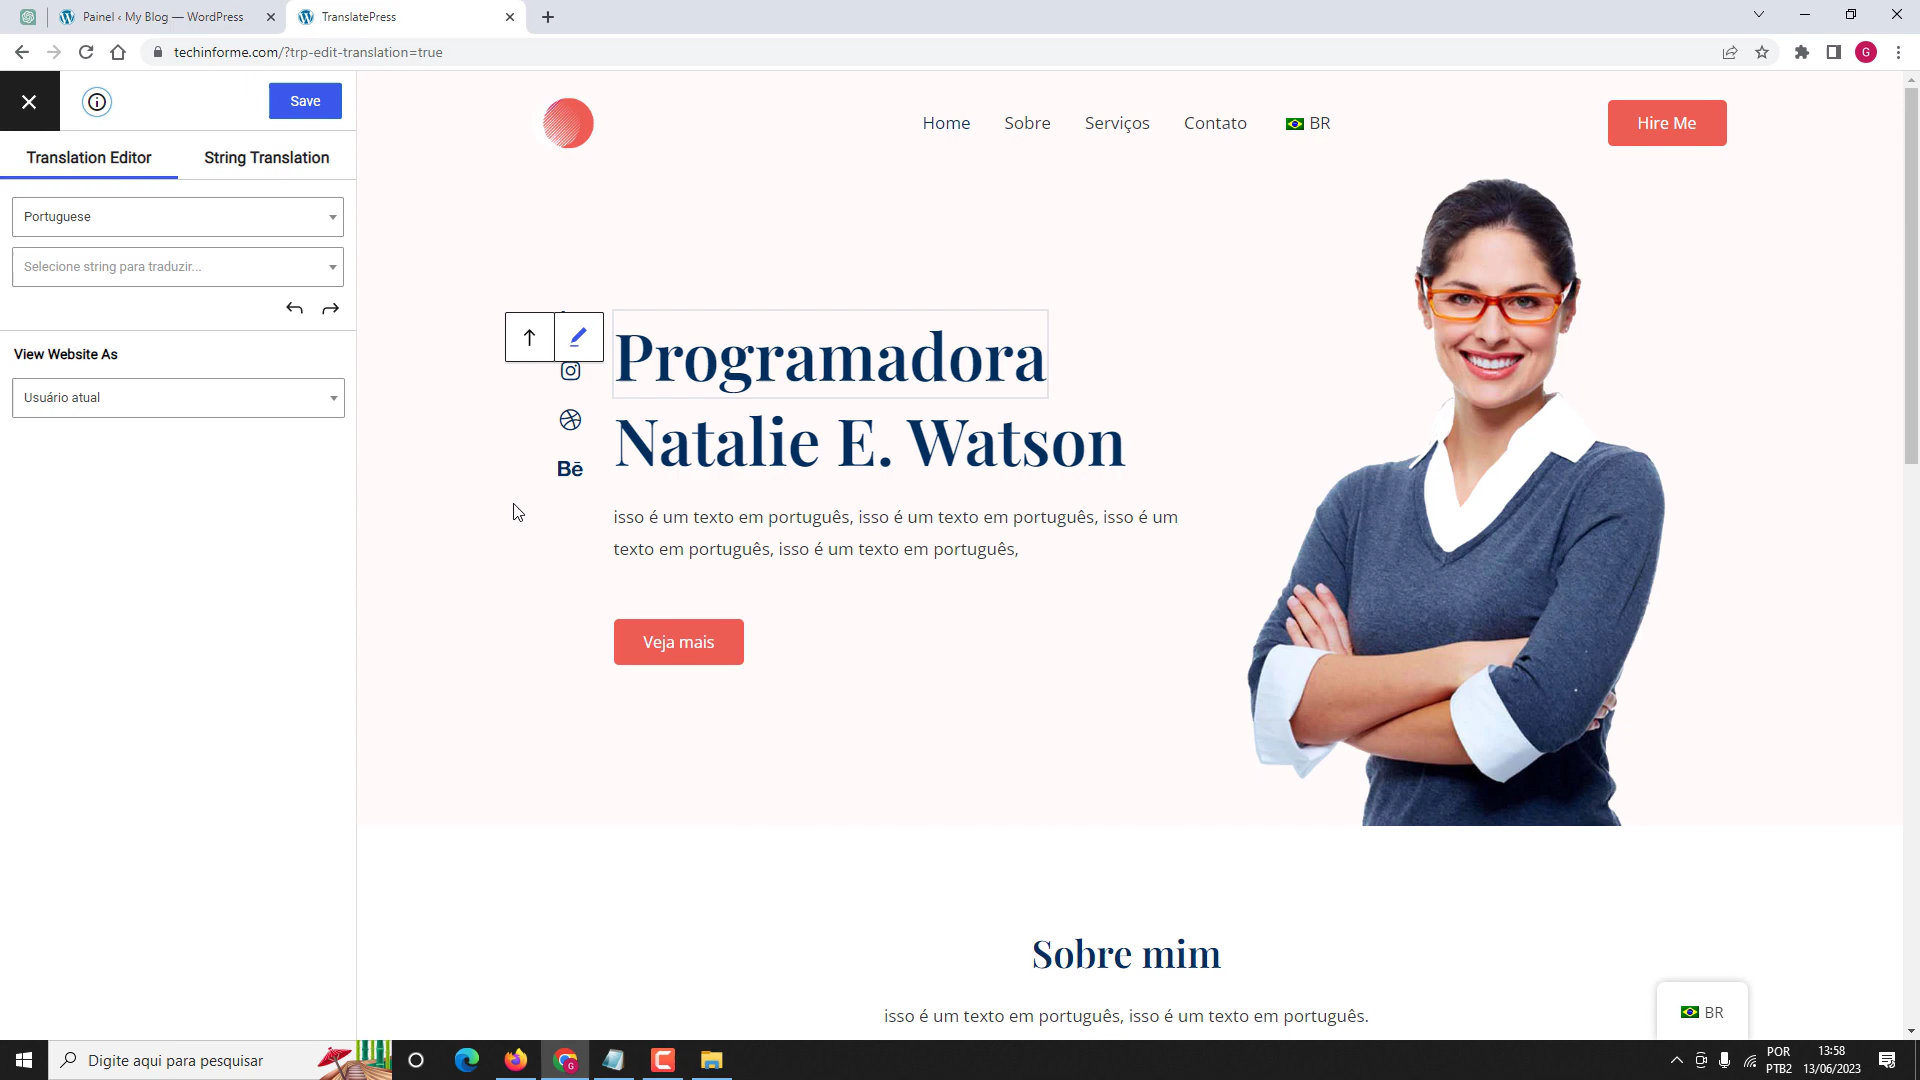 Painel ‹ My Blog — WordPress
TranslatePress
techinforme.com/?trp-edit-translation=true
G
Save
Translation Editor
String Translation
Portuguese
Selecione string para traduzir...
View Website As
Usuário atual
Home
Sobre
Serviços
Contato
BR
Hire Me
Programadora
Natalie E. Watson
Bē
isso é um texto em português, isso é um texto em português, isso é um
texto em português, isso é um texto em português,
Veja mais
Sobre mim
isso é um texto em português, isso é um texto em português.
BR
Digite aqui para pesquisar
G
POR
PTB2
13:58
13/06/2023